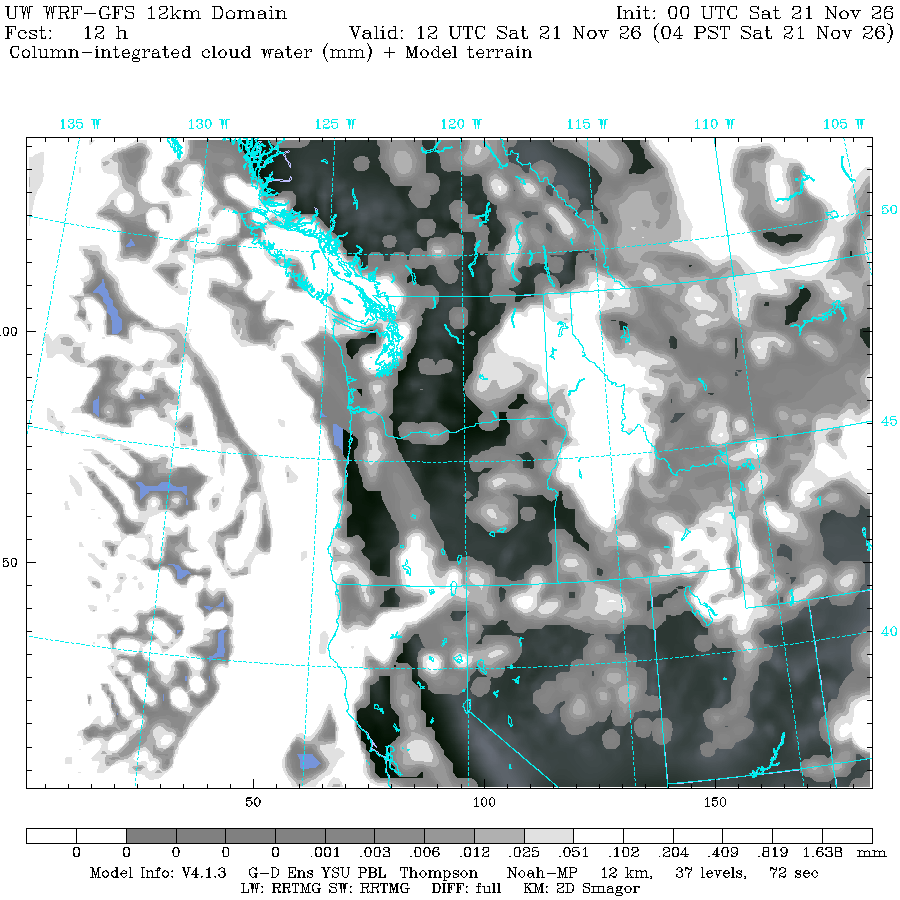 UW WRF-GFS 12km Domain Init: 00 UTC Sat 21 Nov 26
Fcst: 12 h Valid: 12 UTC Sat 21 Nov 26 (04 PST Sat 21 Nov 26)
Column-integrated cloud water (mm) + Model terrain
135 W 130 W 125 W 120 W 115 W 110 W 105 W
50
00
45
50
40
50 100 150
0 0 0 0 0 .001 .003 .006 .012 .025 .051 .102 .204 .409 .819 1.638 mm
Model Info: V4.1.3 G-D Ens YSU PBL Thompson Noah-MP 12 km, 37 levels, 72 sec
LW: RRTMG SW: RRTMG DIFF: full KM: 2D Smagor